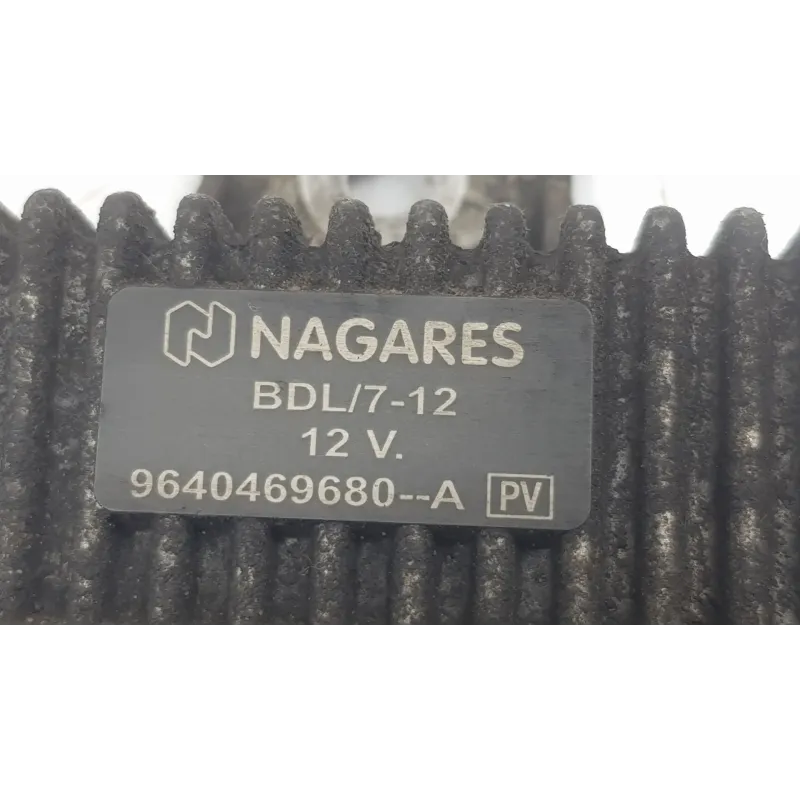 NAGARES
BDL/7-12
12 V.
9640469680--A PV